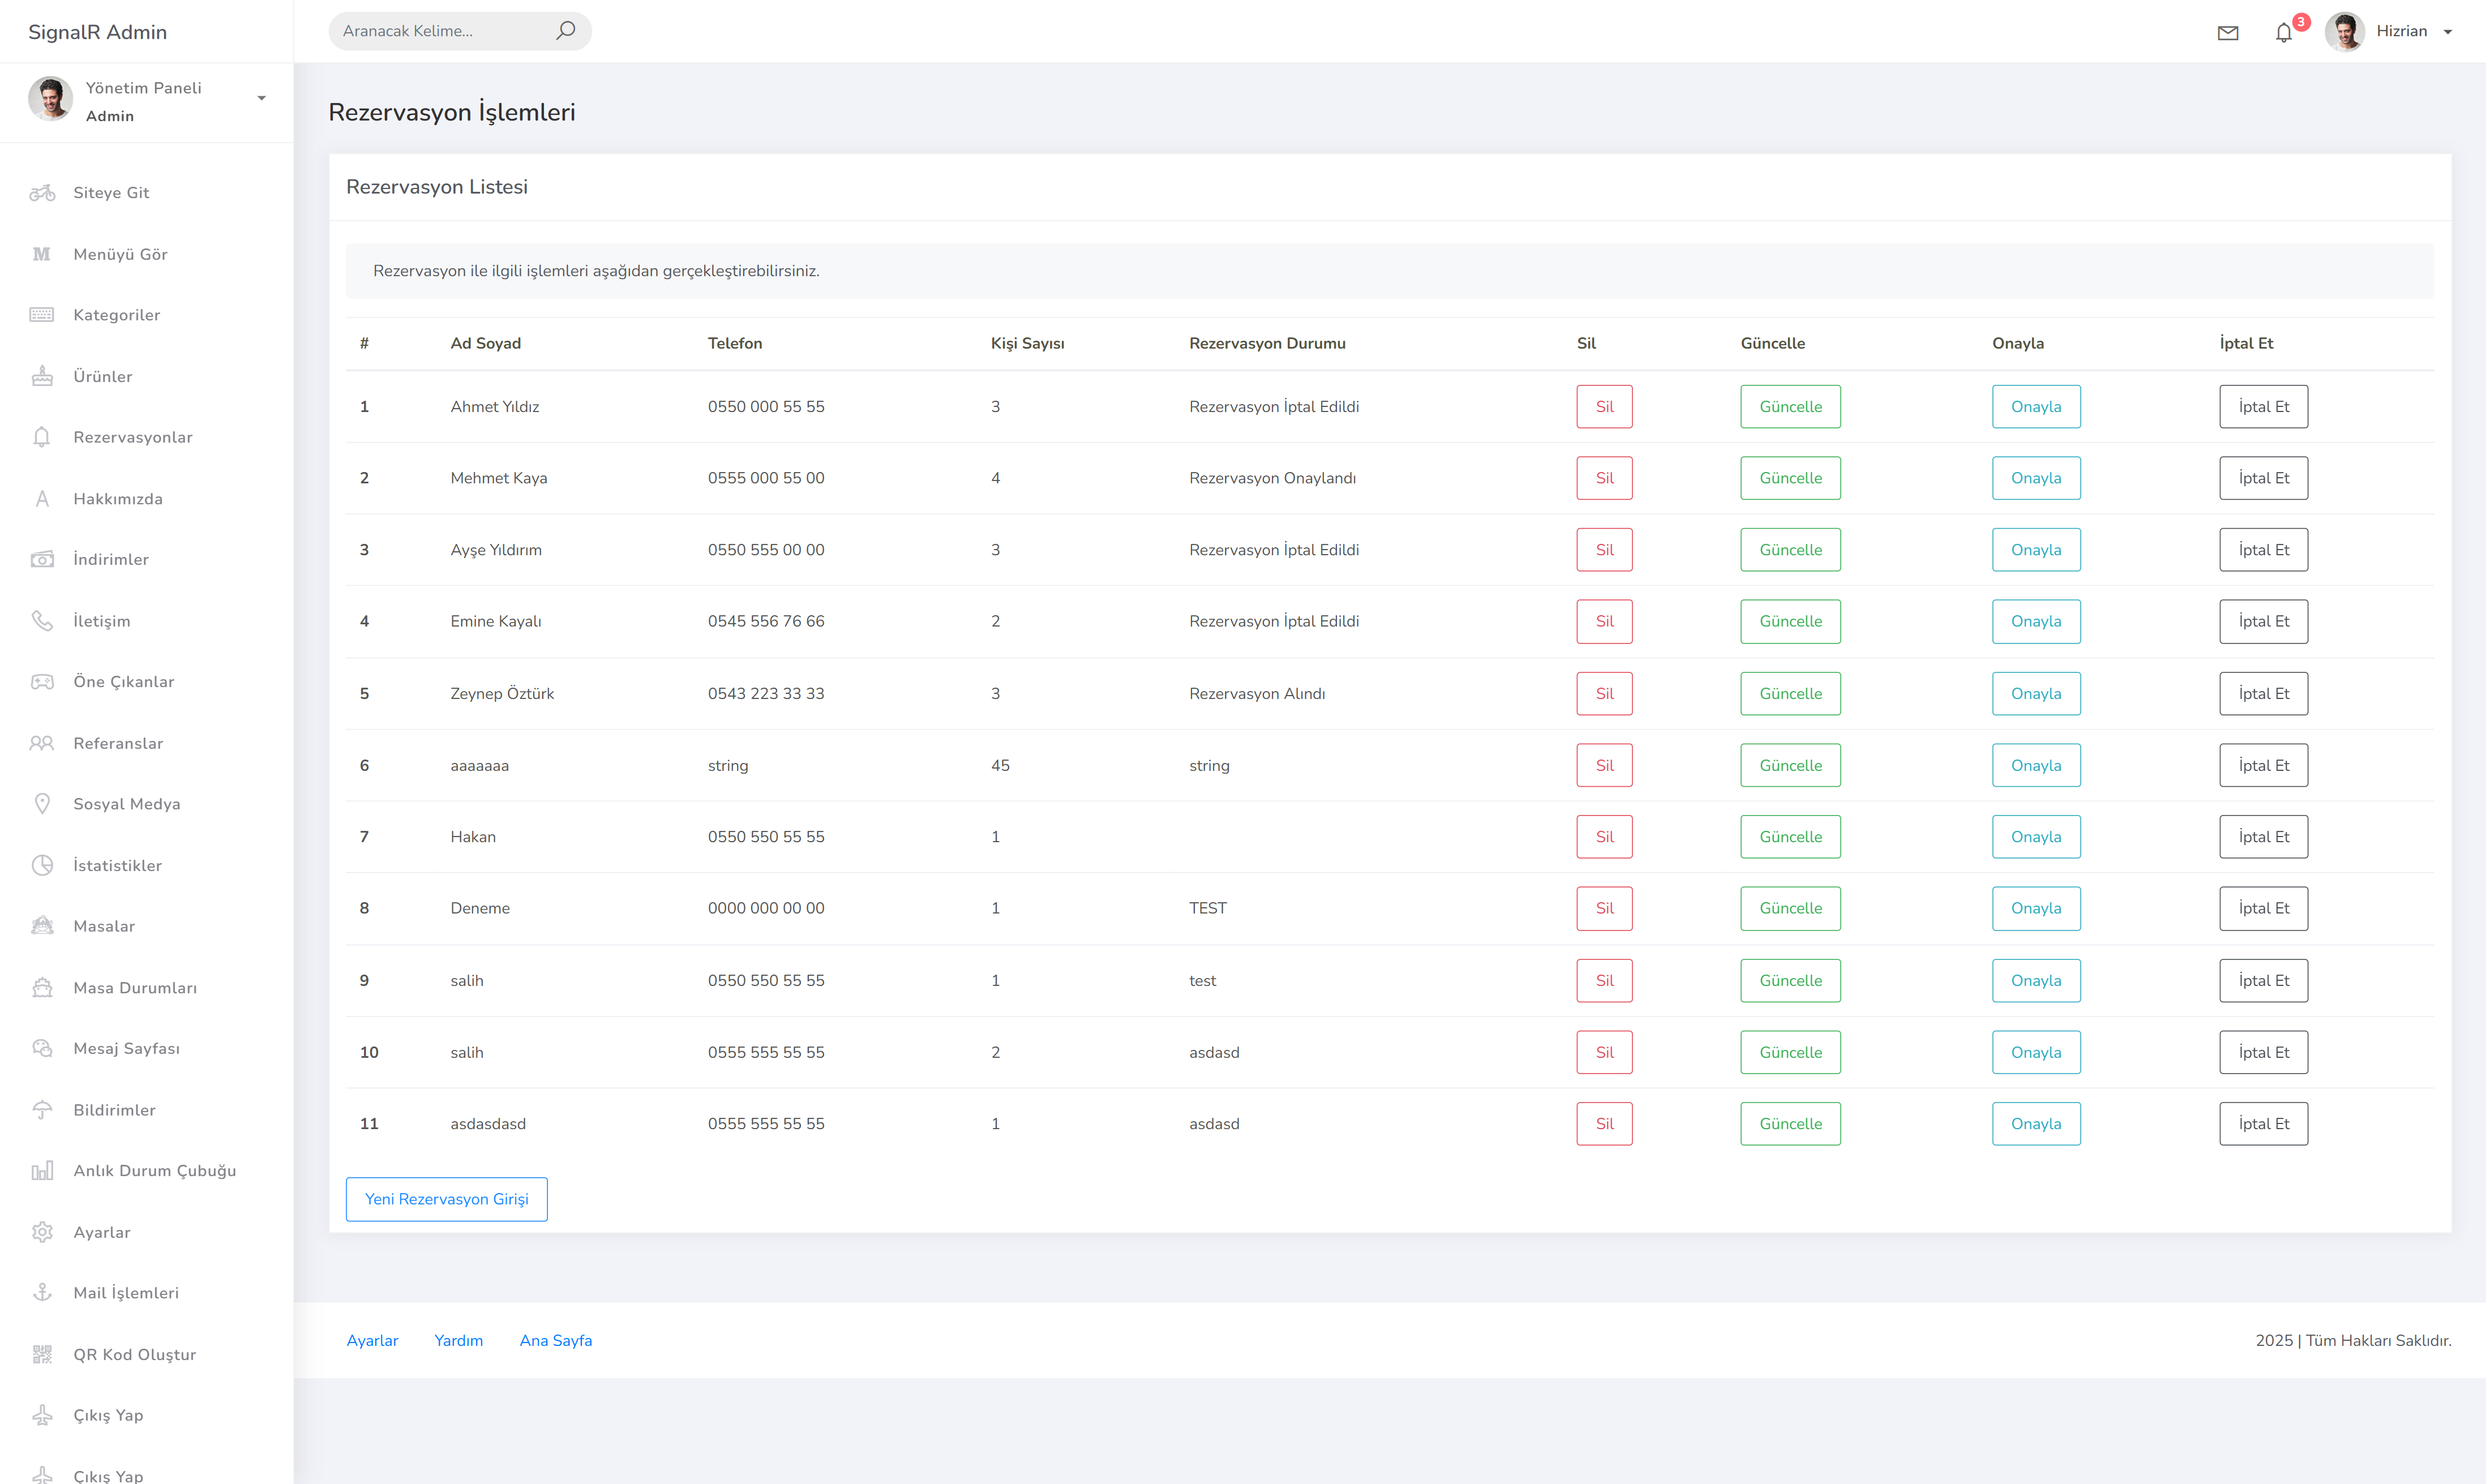 SignalR Admin
Aranacak Kelime...
3
Hizrian
Yönetim Paneli
Admin
Siteye Git
Menüyü Gör
Kategoriler
Ürünler
Rezervasyonlar
Hakkımızda
İndirimler
İletişim
Öne Çıkanlar
Referanslar
Sosyal Medya
İstatistikler
Masalar
Masa Durumları
Mesaj Sayfası
Bildirimler
Anlık Durum Çubuğu
Ayarlar
Mail İşlemleri
QR Kod Oluştur
Çıkış Yap
Çıkış Yap
Rezervasyon İşlemleri
Rezervasyon Listesi
Rezervasyon ile ilgili işlemleri aşağıdan gerçekleştirebilirsiniz.
# Ad Soyad Telefon Kişi Sayısı Rezervasyon Durumu Sil Güncelle Onayla İptal Et
1 Ahmet Yıldız 0550 000 55 55 3 Rezervasyon İptal Edildi Sil Güncelle Onayla İptal Et
2 Mehmet Kaya 0555 000 55 00 4 Rezervasyon Onaylandı Sil Güncelle Onayla İptal Et
3 Ayşe Yıldırım 0550 555 00 00 3 Rezervasyon İptal Edildi Sil Güncelle Onayla İptal Et
4 Emine Kayalı 0545 556 76 66 2 Rezervasyon İptal Edildi Sil Güncelle Onayla İptal Et
5 Zeynep Öztürk 0543 223 33 33 3 Rezervasyon Alındı Sil Güncelle Onayla İptal Et
6 aaaaaaa string 45 string Sil Güncelle Onayla İptal Et
7 Hakan 0550 550 55 55 1 Sil Güncelle Onayla İptal Et
8 Deneme 0000 000 00 00 1 TEST Sil Güncelle Onayla İptal Et
9 salih 0550 550 55 55 1 test Sil Güncelle Onayla İptal Et
10 salih 0555 555 55 55 2 asdasd Sil Güncelle Onayla İptal Et
11 asdasdasd 0555 555 55 55 1 asdasd Sil Güncelle Onayla İptal Et
Yeni Rezervasyon Girişi
Ayarlar Yardım Ana Sayfa
2025 | Tüm Hakları Saklıdır.